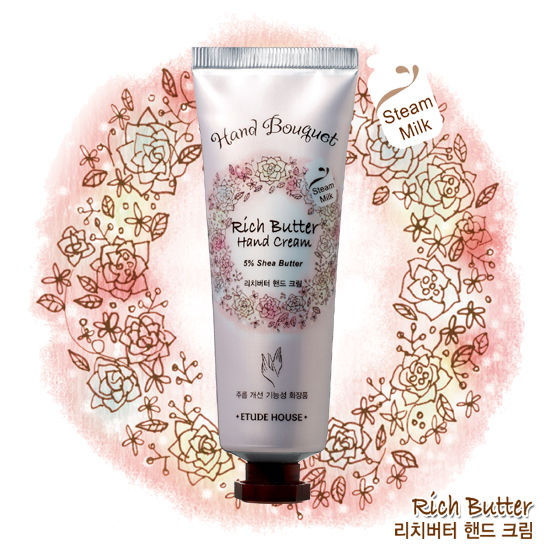 Steam
Milk
Hand Bouquet
Steam
Milk
Rich Butter
Hand Cream
5% Shea Butter
리치버터 핸드 크림
주름 개선 기능성 화장품
•ETUDE HOUSE•
Rich Butter
리치버터 핸드 크림